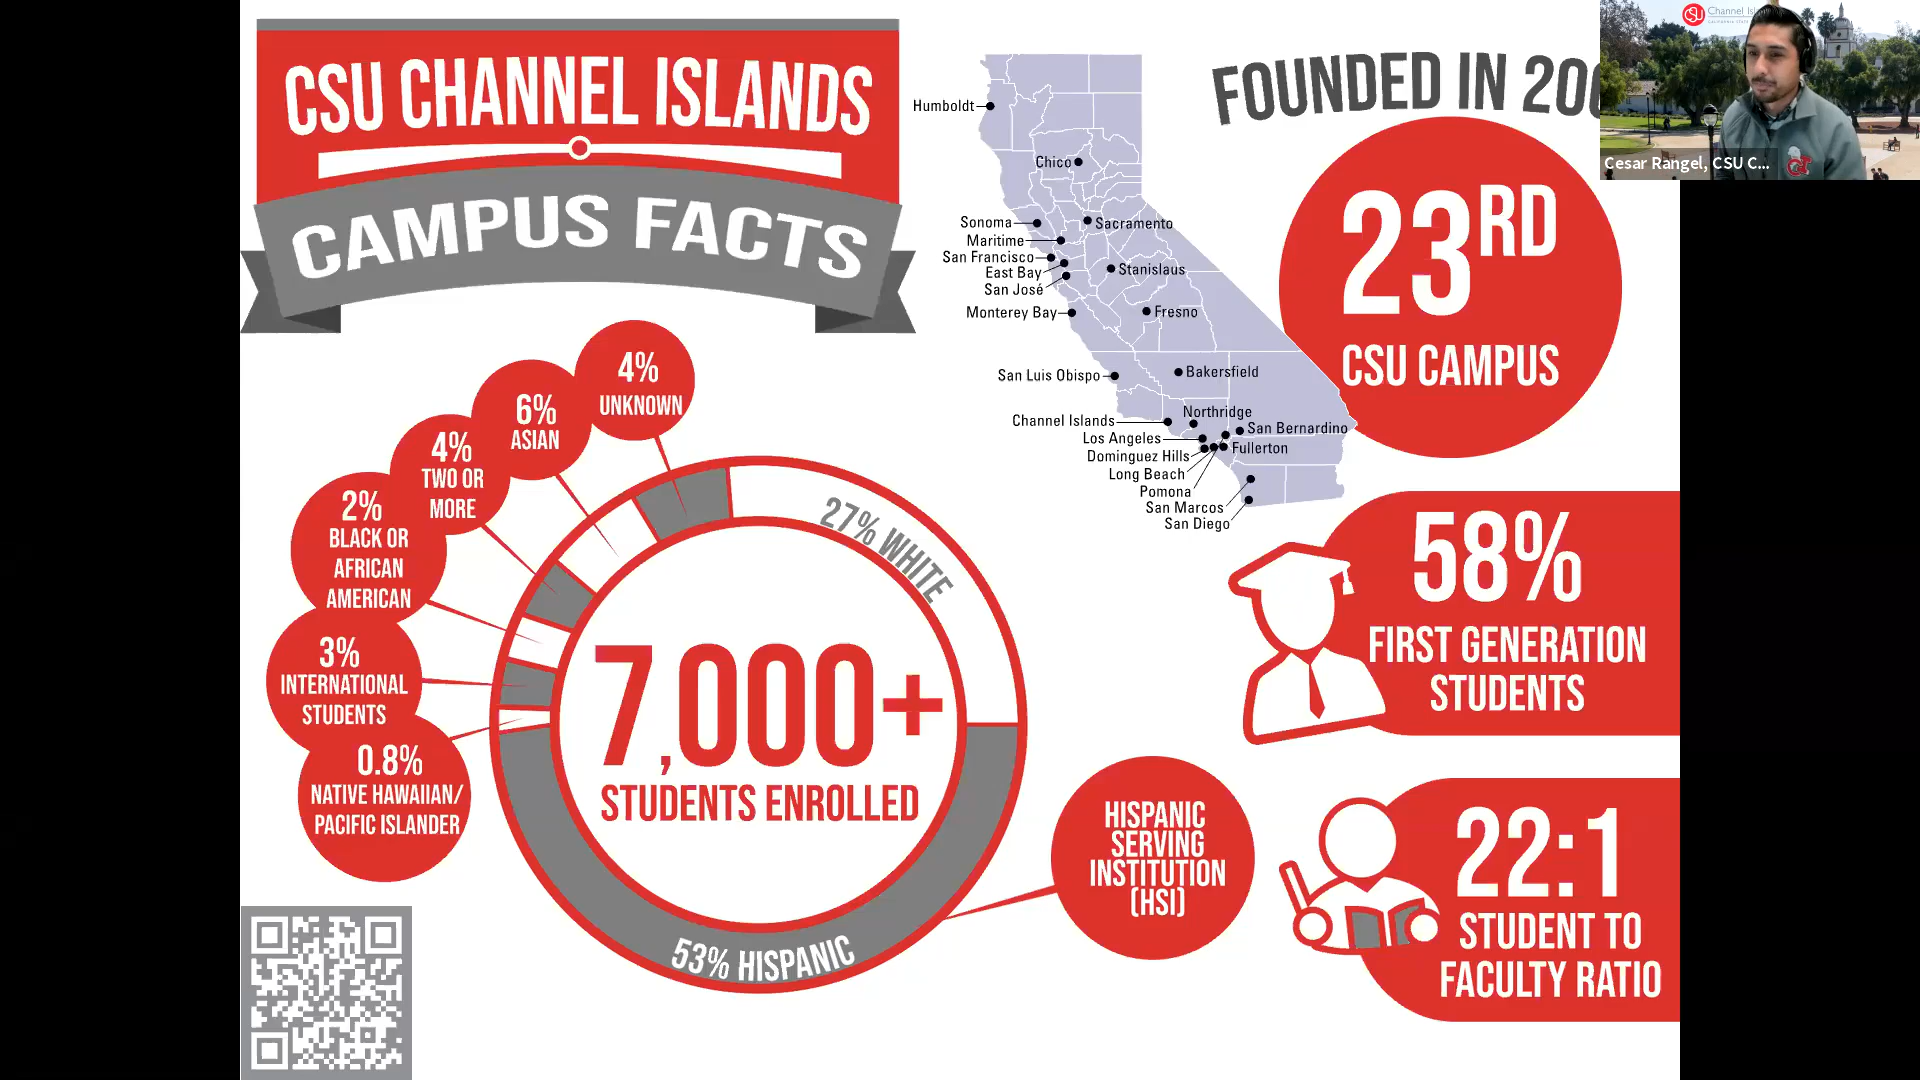 CSU CHANNEL ISLANDS
CAMPUS FACTS
4%
UNKNOWN
6%
ASIAN
4%
TWO OR
MORE
2%
BLACK OR
AFRICAN
AMERICAN
3%
INTERNATIONAL
STUDENTS
0.8%
NATIVE HAWAIIAN/
PACIFIC ISLANDER
27% WHITE
7,000+
STUDENTS ENROLLED
53% HISPANIC
HISPANIC
SERVING
INSTITUTION
(HSI)
Humboldt
Chico
Sonoma
Sacramento
Maritime
San Francisco
East Bay
Stanislaus
San José
Monterey Bay
Fresno
San Luis Obispo
Bakersfield
Northridge
Channel Islands
San Bernardino
Los Angeles
Fullerton
Dominguez Hills
Long Beach
Pomona
San Marcos
San Diego
FOUNDED IN 200
23RD
CSU CAMPUS
58%
FIRST GENERATION
STUDENTS
22:1
STUDENT TO
FACULTY RATIO
CSU Channel
Cesar Rangel, CSU C...